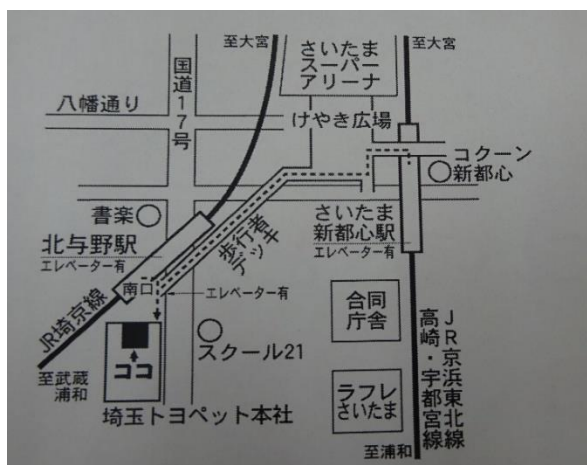 至大宮
さいたま
スーパー
アリーナ
至大宮
国道17号
八幡通り
けやき広場
コクーン
新都心
書楽
さいたま
新都心駅
エレベーター有
北与野駅
エレベーター有
歩行者
デッキ
南口
エレベーター有
JR埼京線
合同
庁舎
JR京浜東北線
高崎・宇都宮線
スクール21
至武蔵
浦和
ココ
ラフレ
さいたま
埼玉トヨペット本社
至浦和